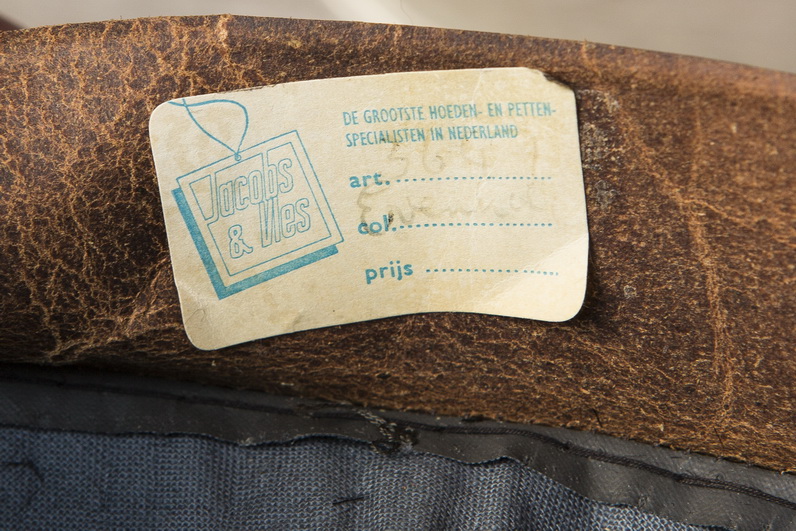 DE GROOTSTE HOEDEN- EN PETTEN-
SPECIALISTEN IN NEDERLAND
Jacobs
& Vles
art.
col.
prijs